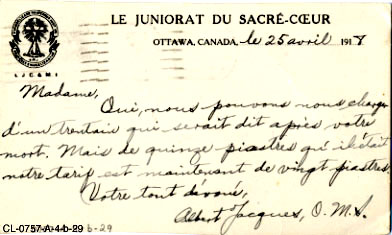 LE JUNIORAT DU SACRÉ-CŒUR
OTTAWA, CANADA, le 25 avril 1918
L J C & M I
Madame,
Oui, nous pouvons nous charger
d'un trentain qui serait dit après votre
mort. Mais de quinze piastres qu'il était
notre tarif est maintenant de vingt piastres.
Votre tout dévoué,
Albert Jacques, O.M.I.
CL-0757-A-4-b-29
b-29